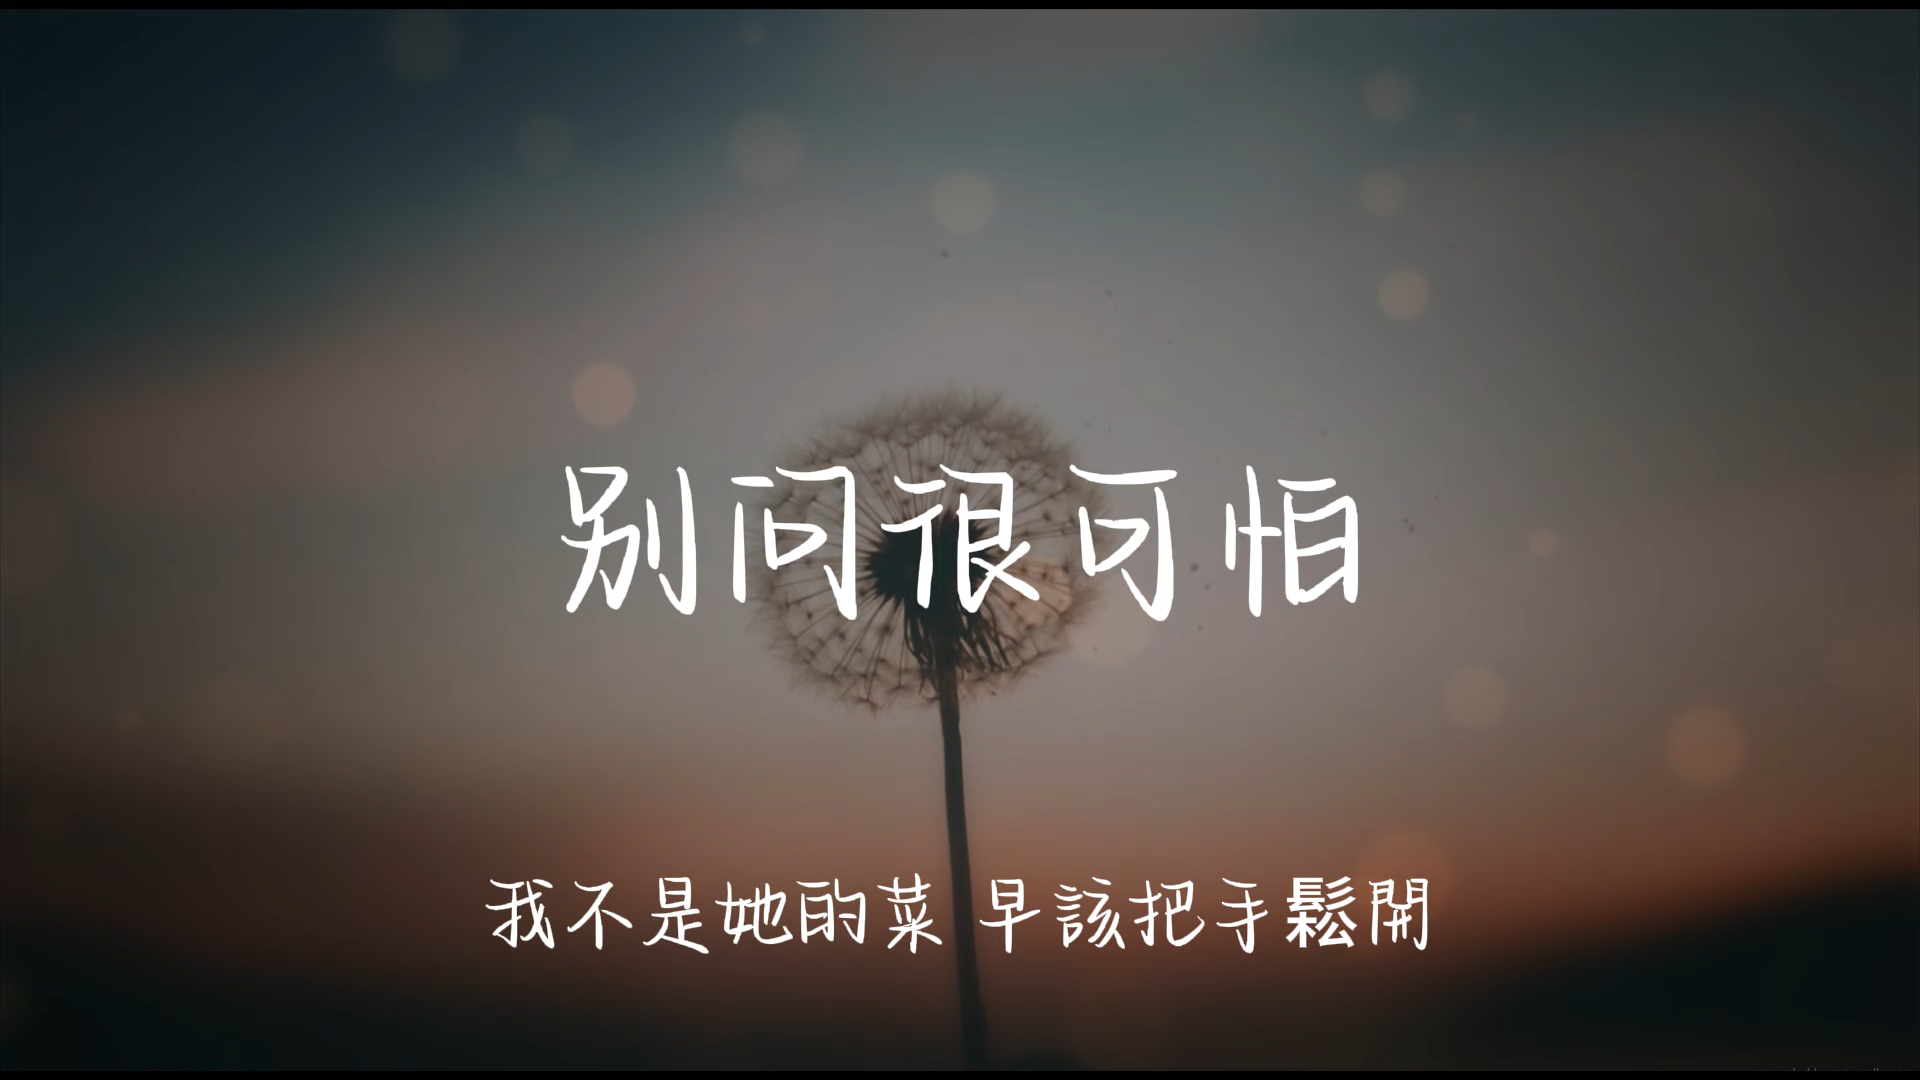 别问很可怕
我不是她的菜 早該把手鬆開